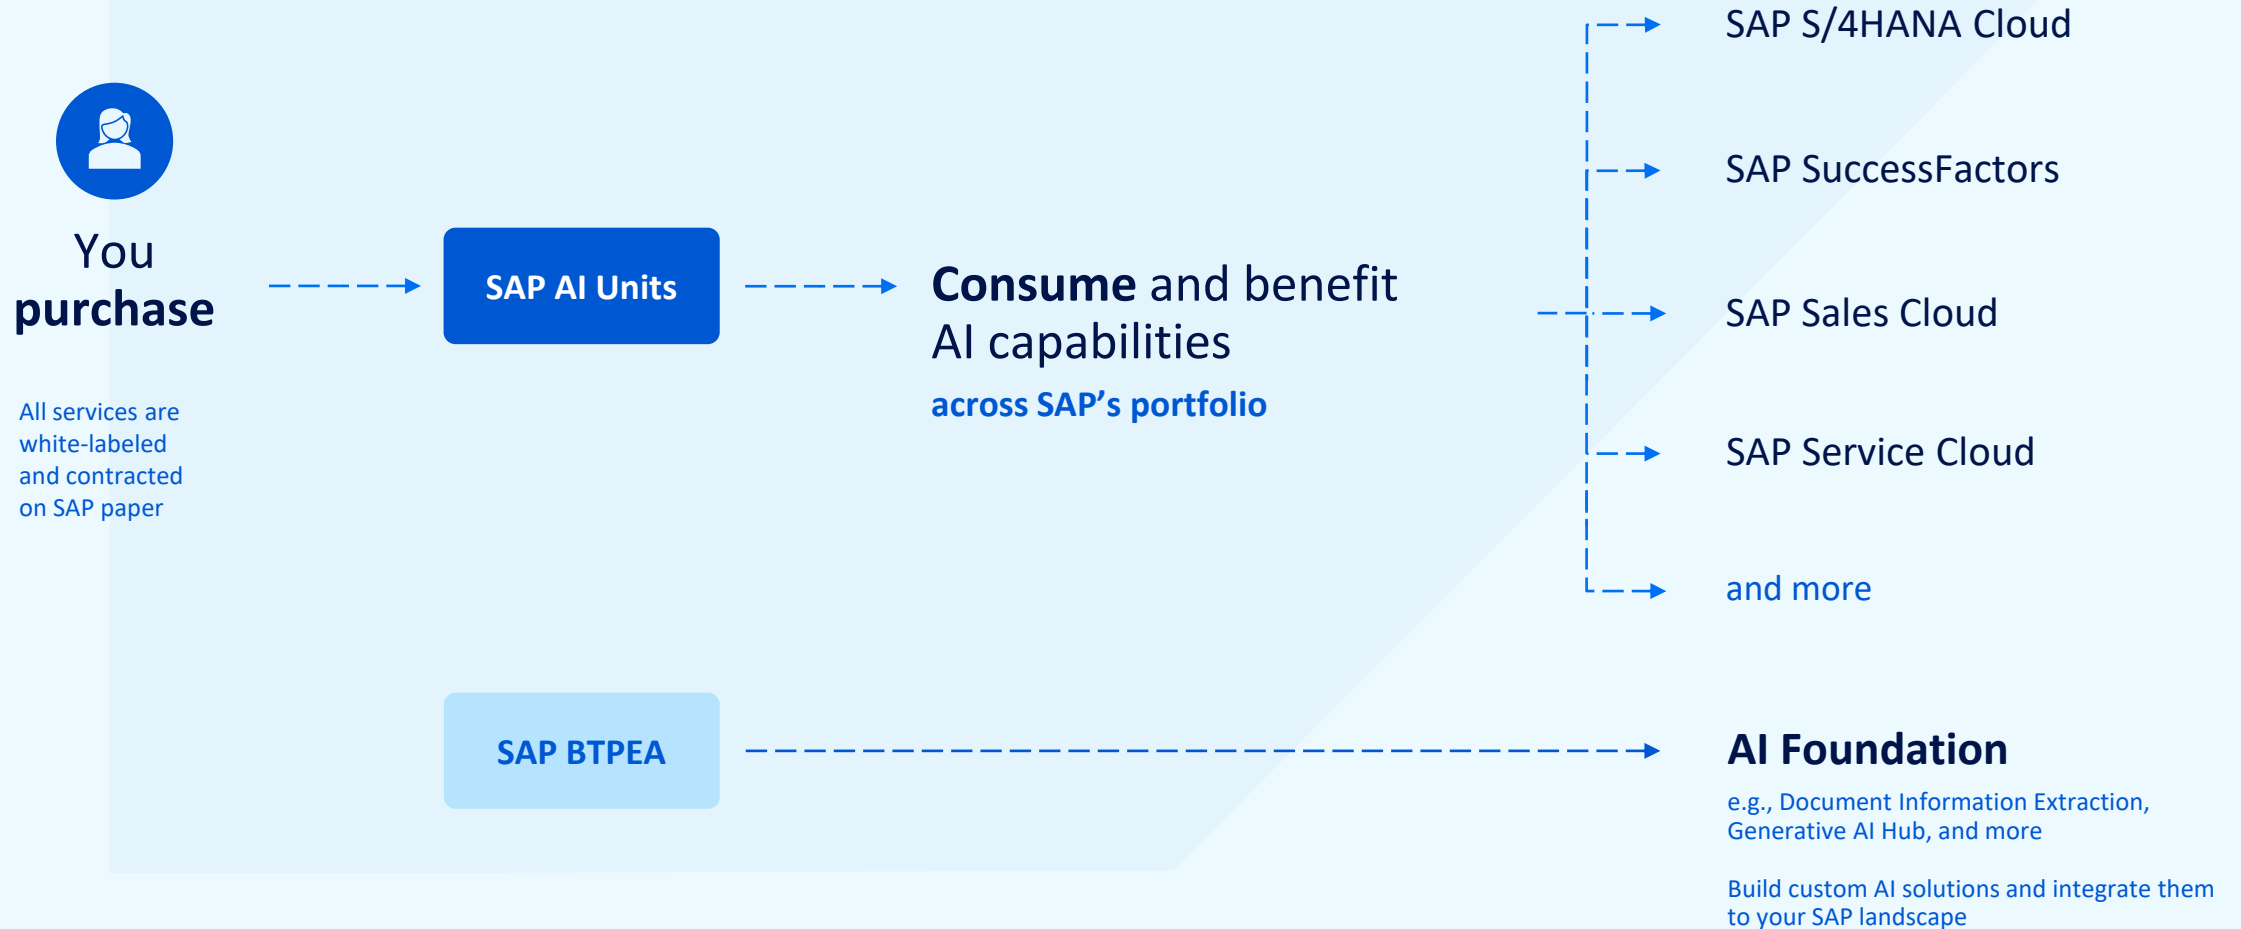 You
purchase
All services are
white-labeled
and contracted
on SAP paper
SAP AI Units
Consume and benefit
AI capabilities
across SAP’s portfolio
SAP S/4HANA Cloud
SAP SuccessFactors
SAP Sales Cloud
SAP Service Cloud
and more
SAP BTPEA
AI Foundation
e.g., Document Information Extraction,
Generative AI Hub, and more
Build custom AI solutions and integrate them
to your SAP landscape